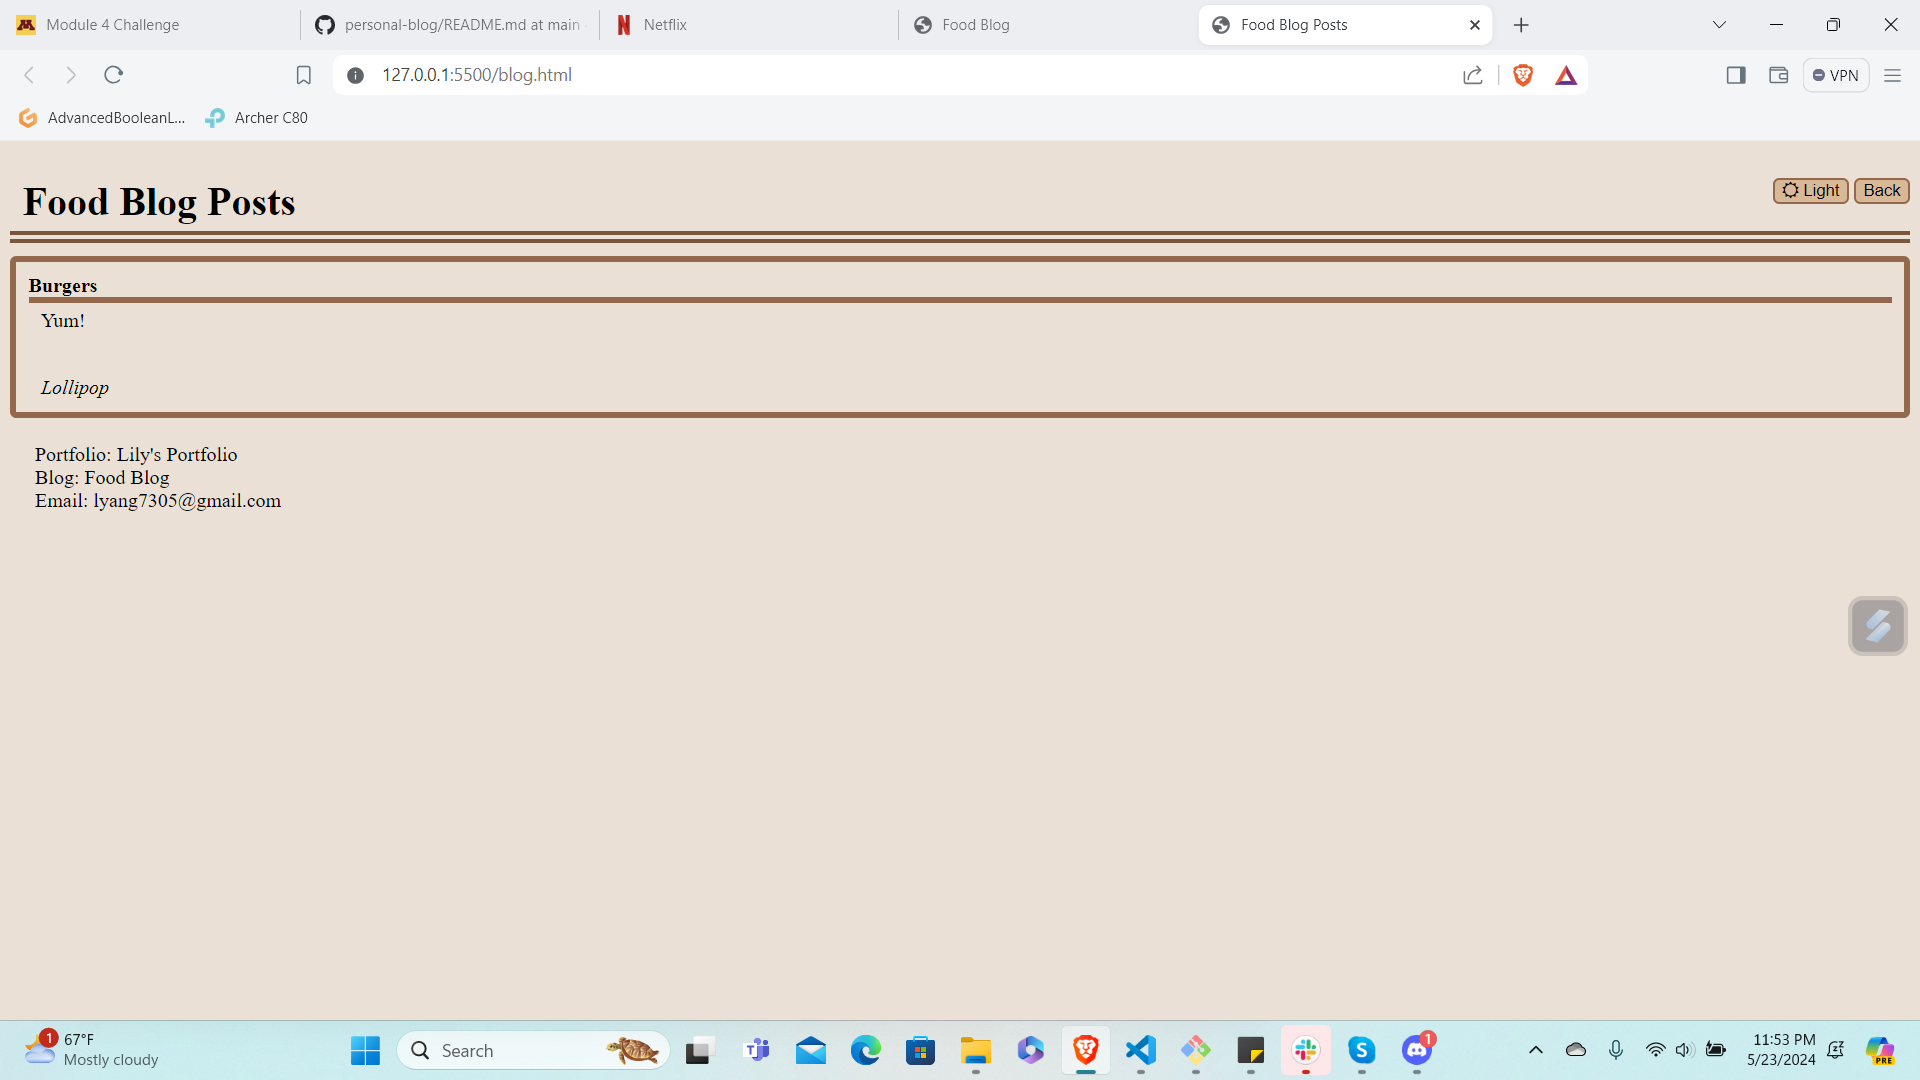 Module 4 Challenge
personal-blog/README.md at main
Netflix
Food Blog
Food Blog Posts
127.0.0.1:5500/blog.html
VPN
AdvancedBooleanL...
Archer C80
Food Blog Posts
Light
Back
Burgers
Yum!
Lollipop
Portfolio: Lily's Portfolio
Blog: Food Blog
Email: lyang7305@gmail.com
1
67°F
Mostly cloudy
Search
1
11:53 PM
5/23/2024
PRE